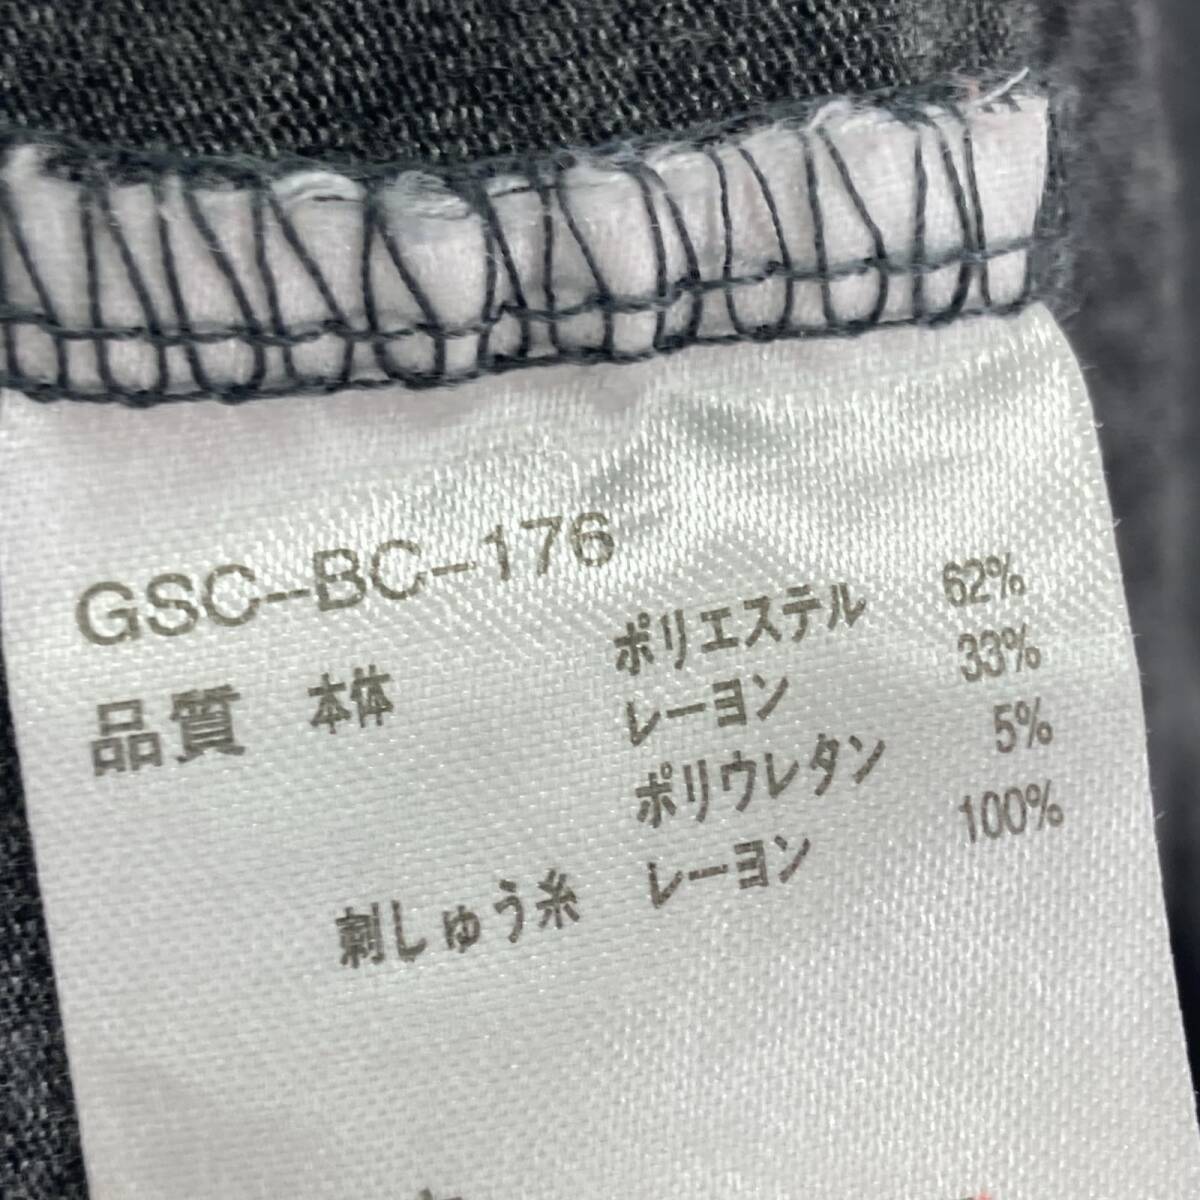 GSC-BC-176
品質 本体 ポリエステル 62%
レーヨン 33%
ポリウレタン 5%
刺しゅう糸 レーヨン 100%